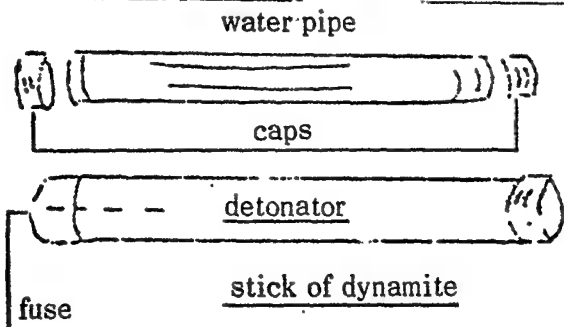 water pipe
caps
detonator
stick of dynamite
fuse